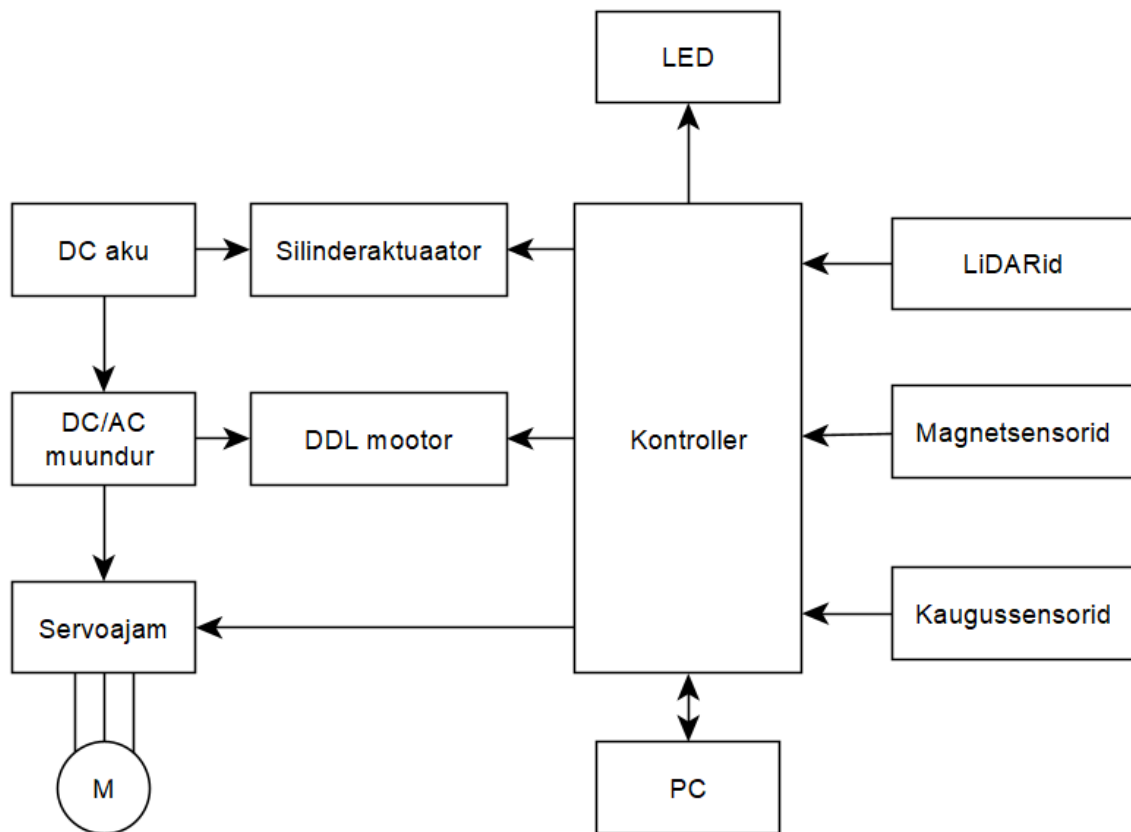 LED
DC aku
Silinderaktuaator
LiDARid
DC/AC
muundur
DDL mootor
Kontroller
Magnetsensorid
Servoajam
Kaugussensorid
M
PC